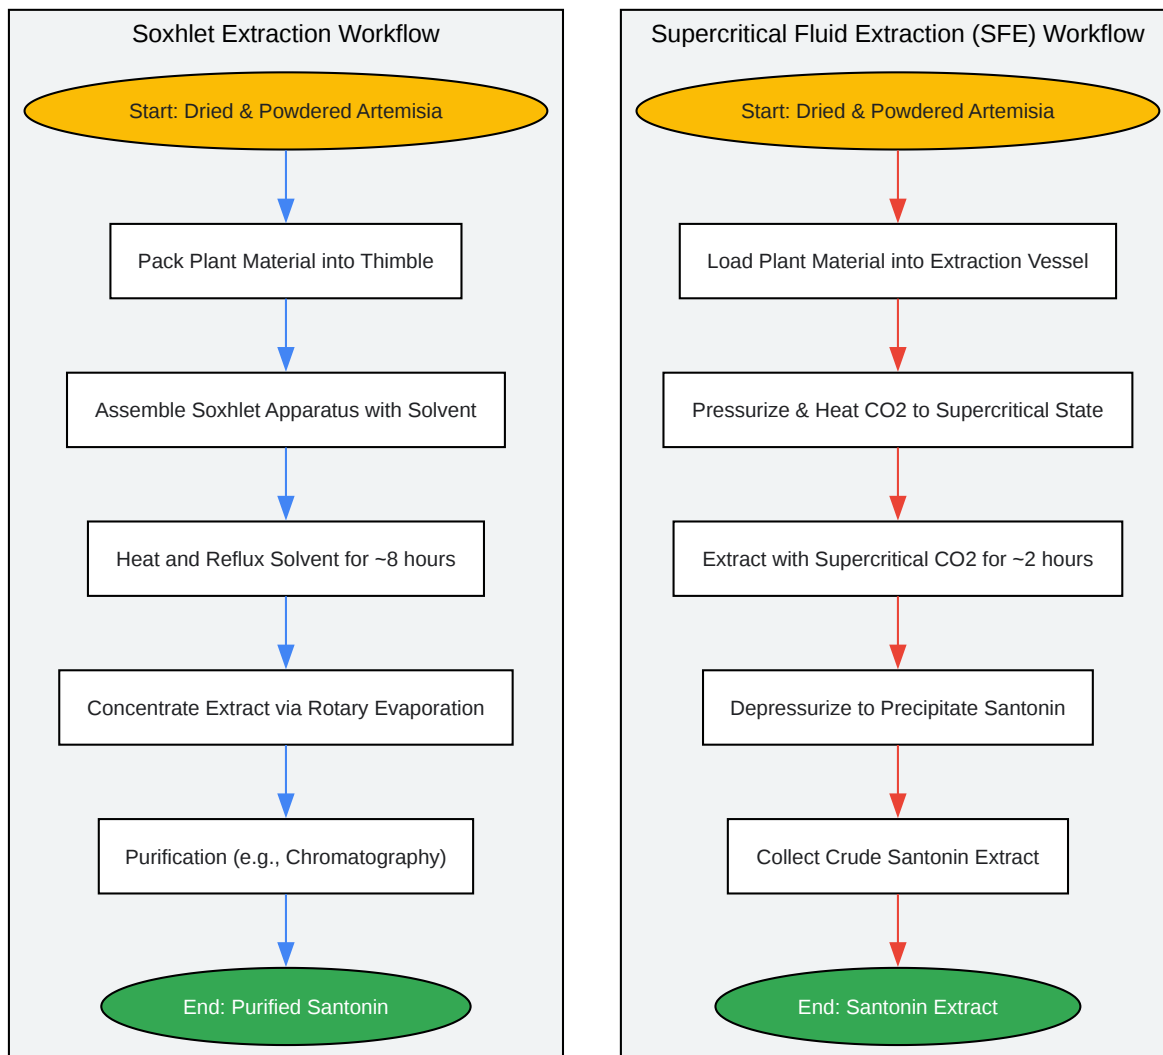 Soxhlet Extraction Workflow
Start: Dried & Powdered Artemisia
Pack Plant Material into Thimble
Assemble Soxhlet Apparatus with Solvent
Heat and Reflux Solvent for ~8 hours
Concentrate Extract via Rotary Evaporation
Purification (e.g., Chromatography)
End: Purified Santonin
Supercritical Fluid Extraction (SFE) Workflow
Start: Dried & Powdered Artemisia
Load Plant Material into Extraction Vessel
Pressurize & Heat CO2 to Supercritical State
Extract with Supercritical CO2 for ~2 hours
Depressurize to Precipitate Santonin
Collect Crude Santonin Extract
End: Santonin Extract